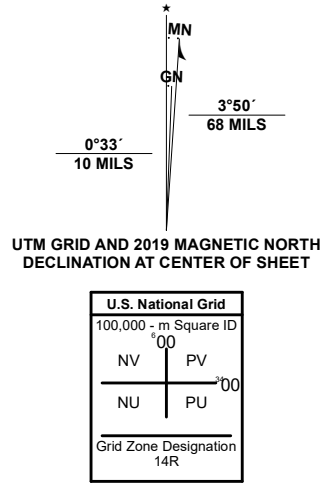 ★
MN
GN
3°50´
68 MILS
0°33´
10 MILS
UTM GRID AND 2019 MAGNETIC NORTH
DECLINATION AT CENTER OF SHEET
U.S. National Grid
100,000 - m Square ID
⁶00
NV PV
³⁴00
NU PU
Grid Zone Designation
14R